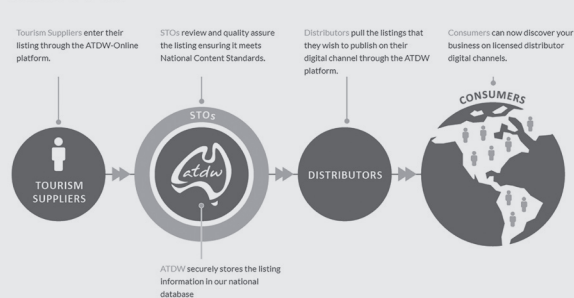 Tourism Suppliers enter their
listing through the ATDW-Online
platform.
STOs review and quality assure
the listing ensuring it meets
National Content Standards.
Distributors pull the listings that
they wish to publish on their
digital channel through the ATDW
platform.
Consumers can now discover your
business on licensed distributor
digital channels.
TOURISM
SUPPLIERS
STOs
atdw
DISTRIBUTORS
CONSUMERS
ATDW securely stores the listing
information in our national
database